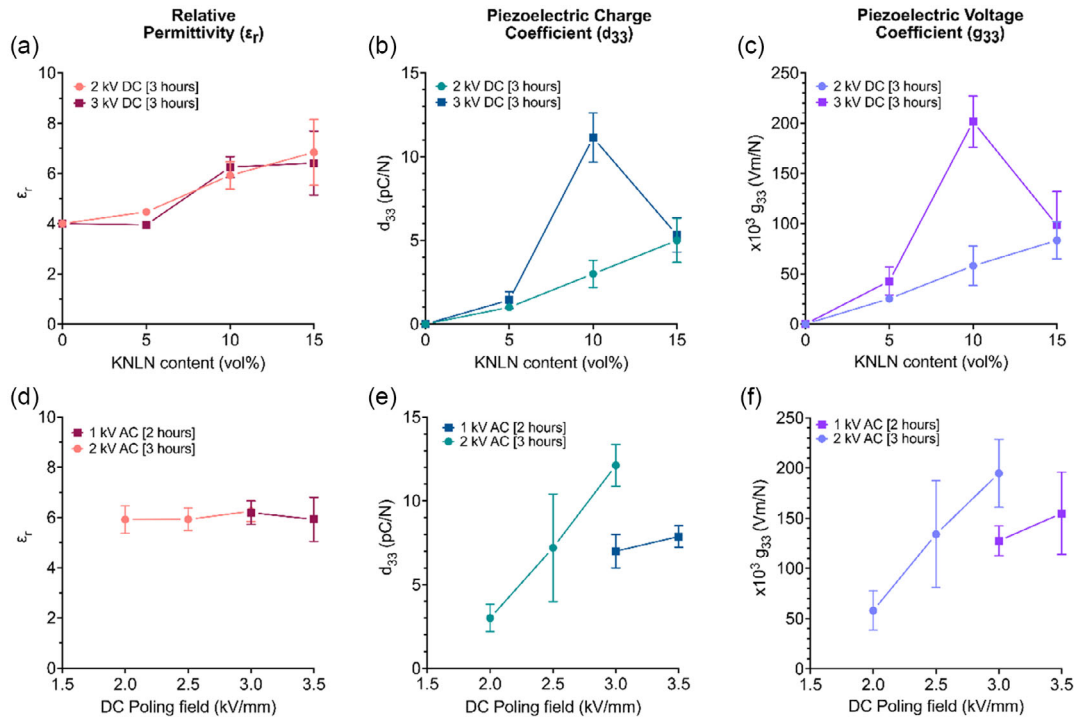 Relative
Permittivity (εr)
Piezoelectric Charge
Coefficient (d33)
Piezoelectric Voltage
Coefficient (g33)
(a)
10
8
6
4
2
0
εr
2 kV DC [3 hours]
3 kV DC [3 hours]
0 5 10 15
KNLN content (vol%)
(b)
15
10
5
0
d33 (pC/N)
2 kV DC [3 hours]
3 kV DC [3 hours]
0 5 10 15
KNLN content (vol%)
(c)
250
200
150
100
50
0
x10³ g33 (Vm/N)
2 kV DC [3 hours]
3 kV DC [3 hours]
0 5 10 15
KNLN content (vol%)
(d)
10
8
6
4
2
0
εr
1 kV AC [2 hours]
2 kV AC [3 hours]
1.5 2.0 2.5 3.0 3.5
DC Poling field (kV/mm)
(e)
15
10
5
0
d33 (pC/N)
1 kV AC [2 hours]
2 kV AC [3 hours]
1.5 2.0 2.5 3.0 3.5
DC Poling field (kV/mm)
(f)
250
200
150
100
50
0
x10³ g33 (Vm/N)
1 kV AC [2 hours]
2 kV AC [3 hours]
1.5 2.0 2.5 3.0 3.5
DC Poling field (kV/mm)